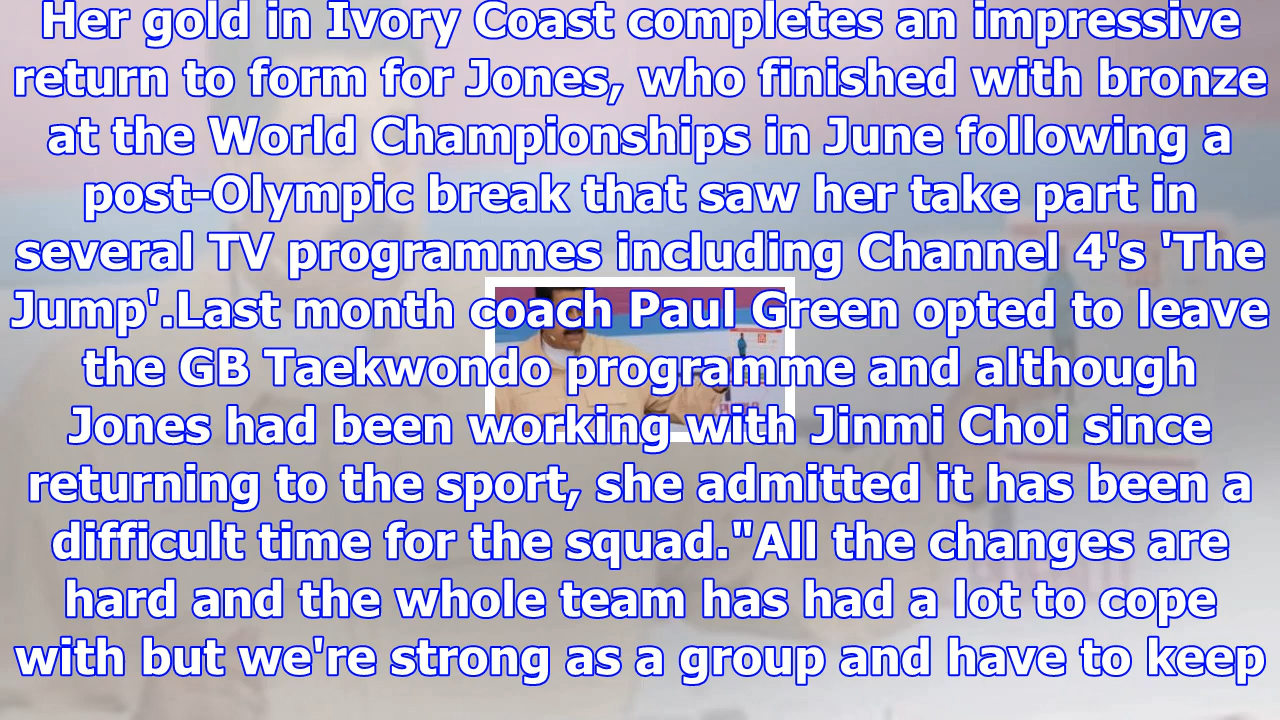 Her gold in Ivory Coast completes an impressive
return to form for Jones, who finished with bronze
at the World Championships in June following a
post-Olympic break that saw her take part in
several TV programmes including Channel 4's 'The
Jump'.Last month coach Paul Green opted to leave
the GB Taekwondo programme and although
Jones had been working with Jinmi Choi since
returning to the sport, she admitted it has been a
difficult time for the squad."All the changes are
hard and the whole team has had a lot to cope
with but we're strong as a group and have to keep